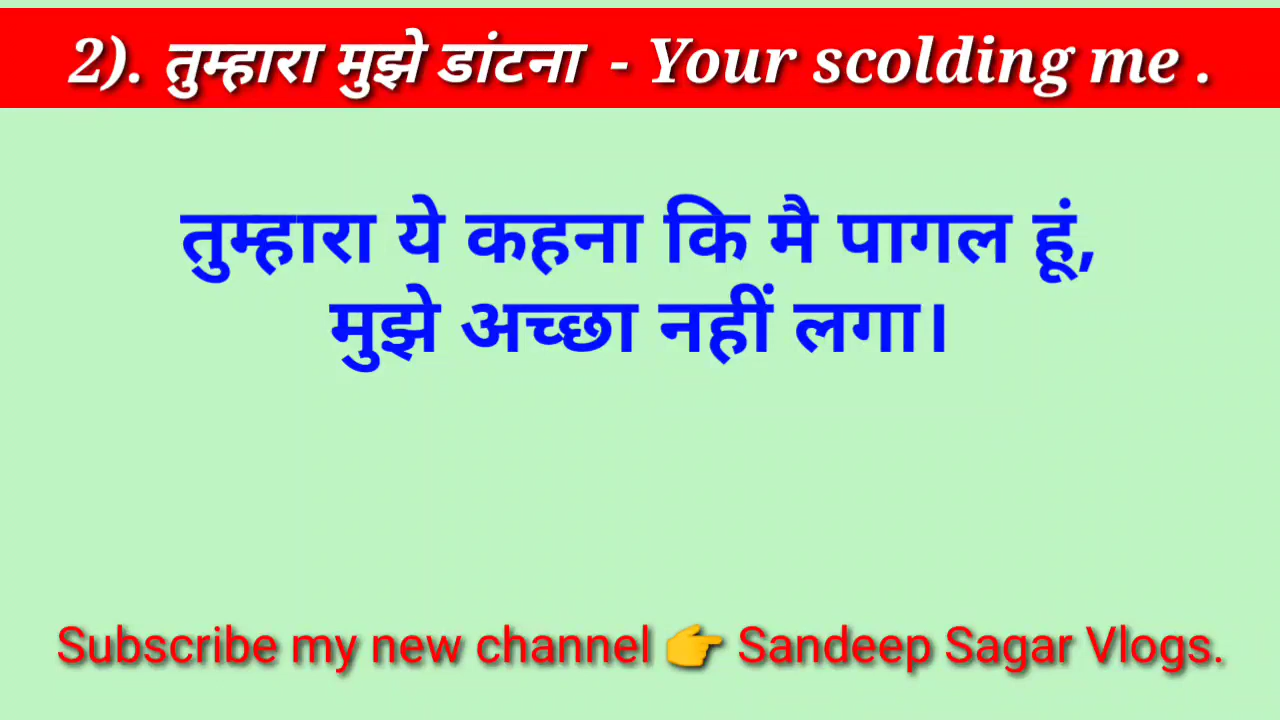 2). तुम्हारा मुझे डांटना - Your scolding me .
तुम्हारा ये कहना कि मै पागल हूं,
मुझे अच्छा नहीं लगा।
Subscribe my new channel 👉 Sandeep Sagar Vlogs.